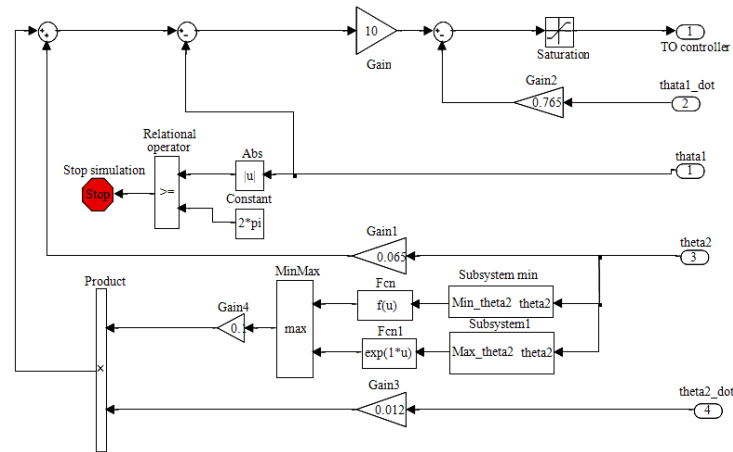 10
1
TO controller
Gain
Saturation
Gain2
thata1_dot
0.765
2
Relational
operator
Abs
thata1
Stop simulation
|u|
1
Stop
>=
Constant
2*pi
Gain1
theta2
0.065
3
MinMax
Subsystem min
Product
Fcn
Gain4
f(u)
Min_theta2 theta2
Fcn1
Subsystem1
max
exp(1*u)
Max_theta2 theta2
×
Gain3
theta2_dot
0.012
4